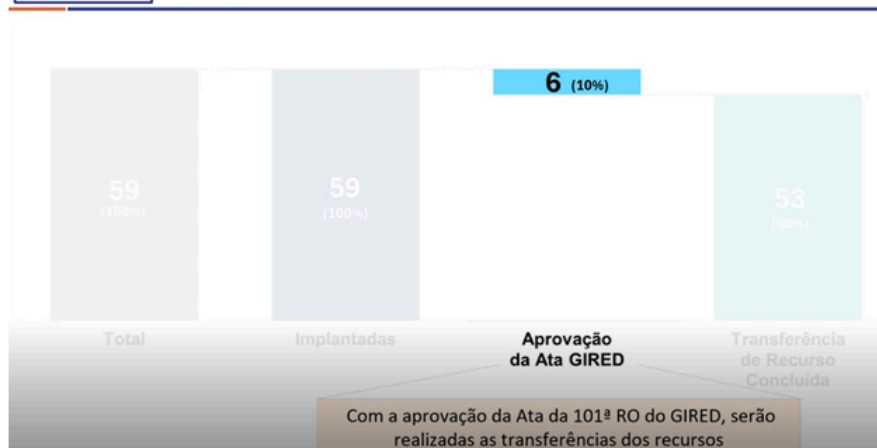 6 (10%)
59
(100%)
59
(100%)
53
(90%)
Total
Implantadas
Aprovação
da Ata GIRED
Transferência
de Recurso
Concluída
Com a aprovação da Ata da 101ª RO do GIRED, serão
realizadas as transferências dos recursos